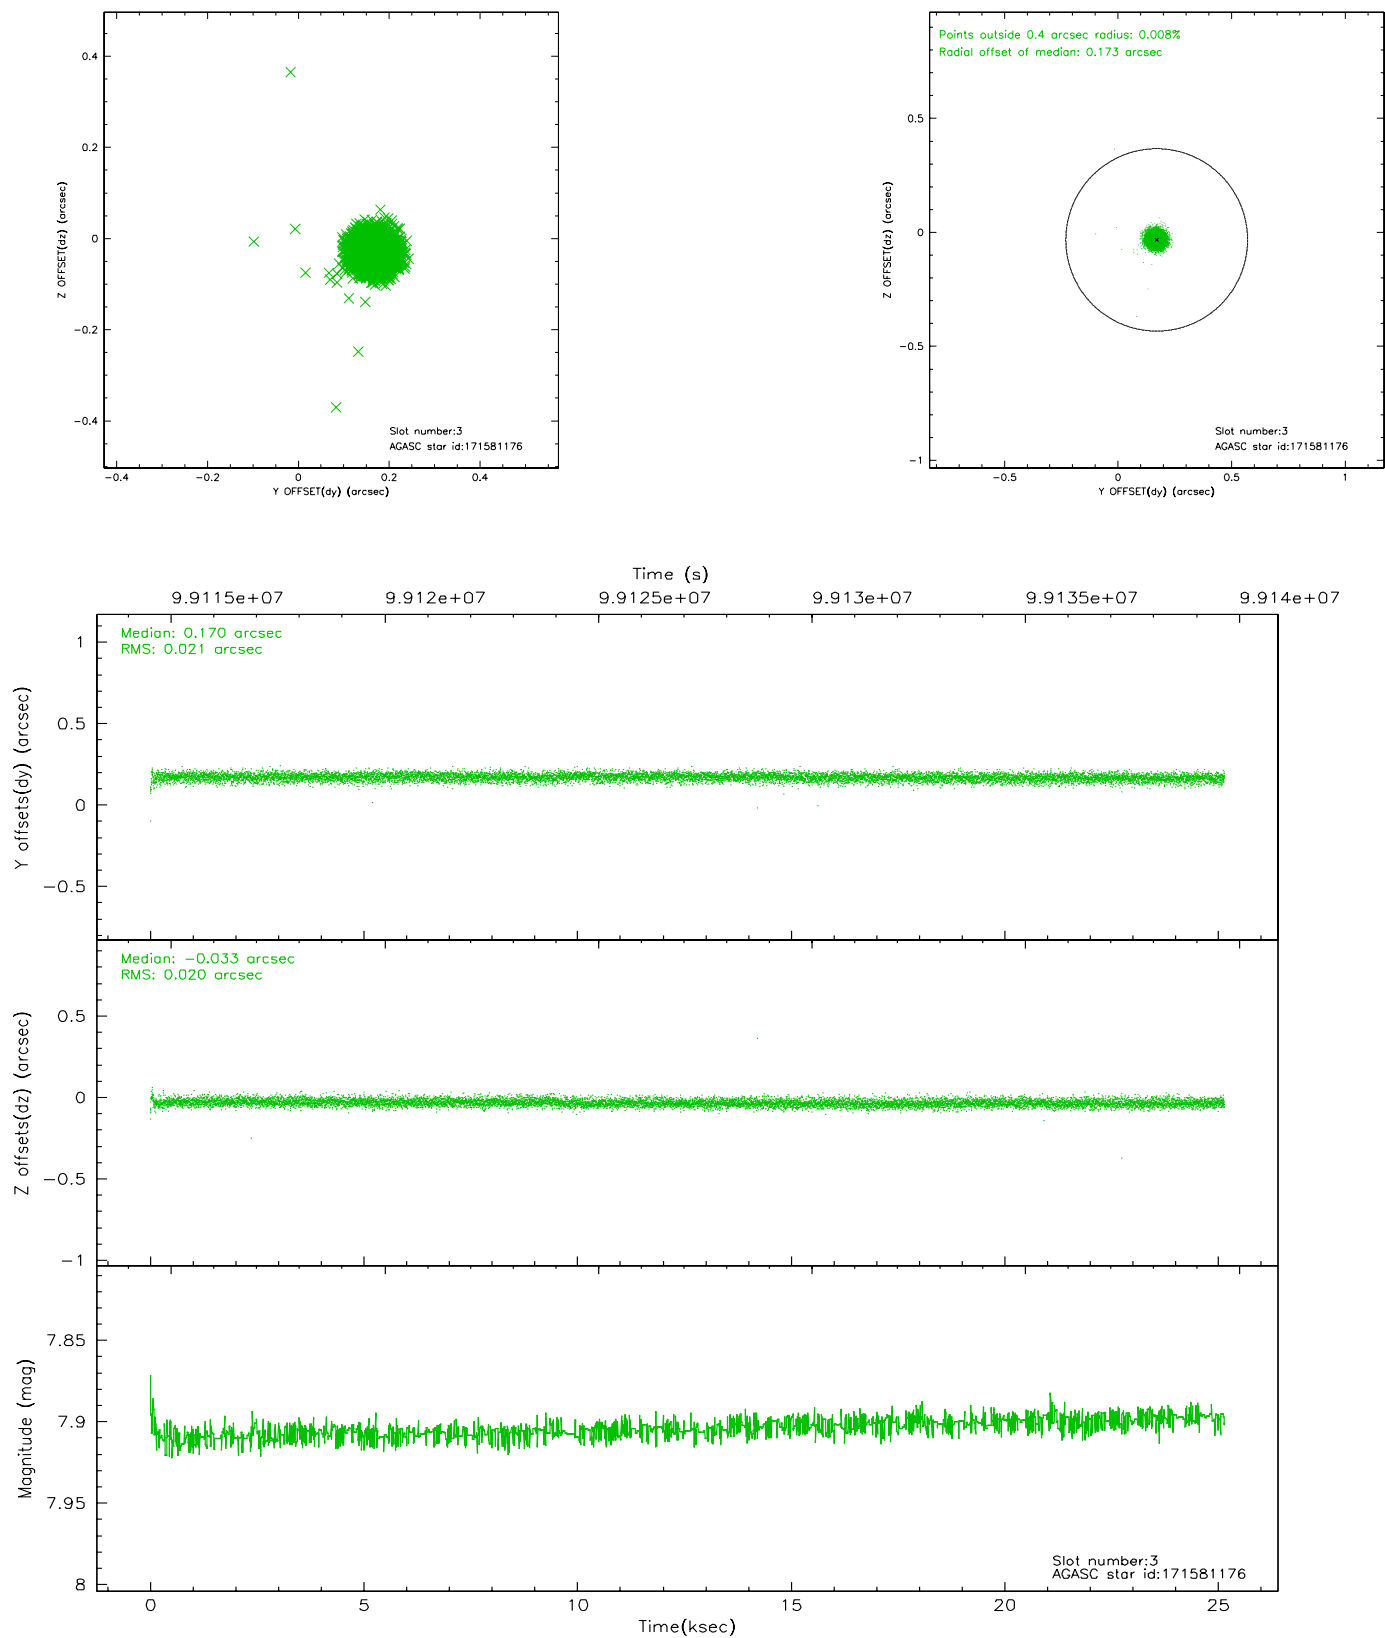 0.4
0.2
0
−0.2
−0.4
Z OFFSET(dz) (arcsec)
Slot number:3
AGASC star id:171581176
−0.4 −0.2 0 0.2 0.4
Y OFFSET(dy) (arcsec)
Points outside 0.4 arcsec radius: 0.008%
Radial offset of median: 0.173 arcsec
0.5
0
−0.5
−1
Z OFFSET(dz) (arcsec)
Slot number:3
AGASC star id:171581176
−0.5 0 0.5 1
Y OFFSET(dy) (arcsec)
Time (s)
9.9115e+07 9.912e+07 9.9125e+07 9.913e+07 9.9135e+07 9.914e+07
Median: 0.170 arcsec
RMS: 0.021 arcsec
1
0.5
0
−0.5
Y offsets(dy) (arcsec)
Median: −0.033 arcsec
RMS: 0.020 arcsec
0.5
0
−0.5
−1
Z offsets(dz) (arcsec)
7.85
7.9
7.95
8
Magnitude (mag)
Slot number:3
AGASC star id:171581176
0 5 10 15 20 25
Time(ksec)